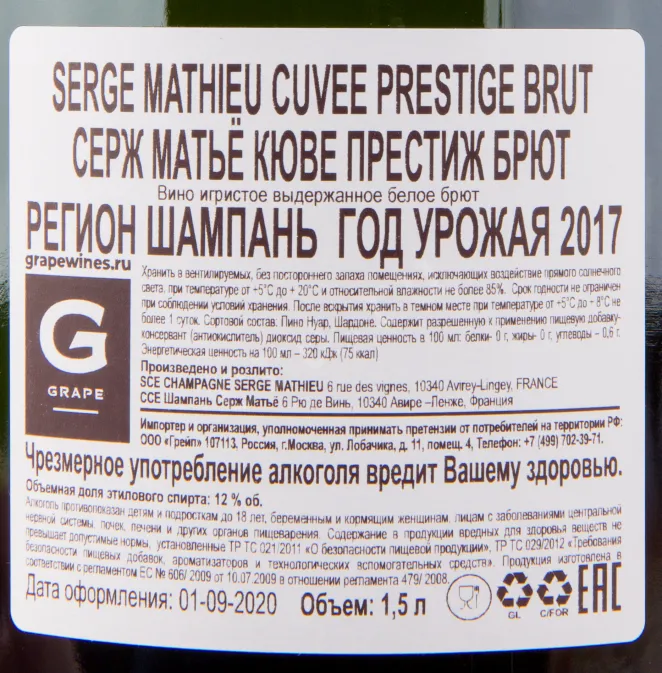 SERGE MATHIEU CUVEE PRESTIGE BRUT
СЕРЖ МАТЬЁ КЮВЕ ПРЕСТИЖ БРЮТ
Вино игристое выдержанное белое брют
РЕГИОН ШАМПАНЬ ГОД УРОЖАЯ 2017
grapewines.ru
G
GRAPE
Хранить в вентилируемых, без постороннего запаха помещениях, исключающих воздействие прямого солнечного
света, при температуре от +5°С до + 20°С и относительной влажности не более 85%. Срок годности не ограничен
при соблюдении условий хранения. После вскрытия хранить в темном месте при температуре от +5°С до + 8°С не
более 1 суток. Сортовой состав: Пино Нуар, Шардоне. Содержит разрешенную к применению пищевую добавку-
консервант (антиокислитель) диоксид серы. Пищевая ценность в 100 мл: белки- 0 г, жиры- 0 г, углеводы – 0,6 г.
Энергетическая ценность на 100 мл – 320 кДж (75 ккал)
Произведено и розлито:
SCE CHAMPAGNE SERGE MATHIEU 6 rue des vignes, 10340 Avirey-Lingey, FRANCE
ССЕ Шампань Серж Матьё 6 Рю де Винь, 10340 Авире –Ленже, Франция
Импортер и организация, уполномоченная принимать претензии от потребителей на территории РФ:
ООО «Грейп» 107113, Россия, г.Москва, ул. Лобачика, д. 11, помещ. 4, Телефон: +7 (499) 702-39-71.
Чрезмерное употребление алкоголя вредит Вашему здоровью.
Объемная доля этилового спирта: 12 % об.
Алкоголь противопоказан детям и подросткам до 18 лет, беременным и кормящим женщинам, лицам с заболеваниями центральной
нервной системы, почек, печени и других органов пищеварения. Содержание в продукции вредных для здоровья веществ не
превышает допустимые нормы, установленные ТР ТС 021/2011 «О безопасности пищевой продукции», ТР ТС 029/2012 «Требования
безопасности пищевых добавок, ароматизаторов и технологических вспомогательных средств». Продукция изготовлена в
соответствии с регламентом ЕС № 606/ 2009 от 10.07.2009 в отношении регламента 479/ 2008.
Дата оформления: 01-09-2020 Объем: 1,5 л
GL C/FOR
ЕАС